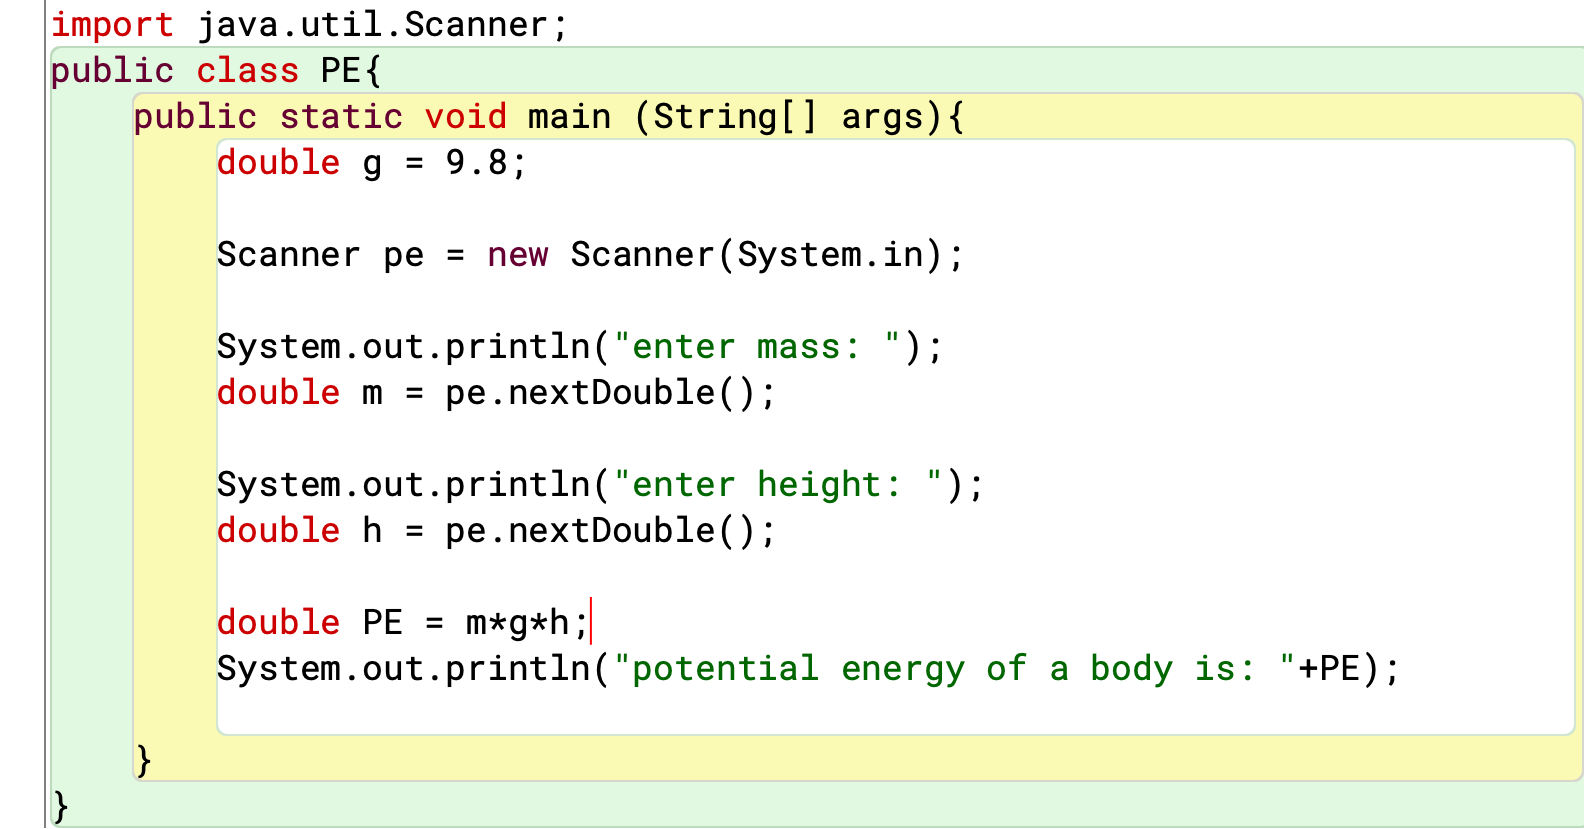 import java.util.Scanner;
public class PE{
public static void main (String[] args){
double g = 9.8;
Scanner pe = new Scanner(System.in);
System.out.println("enter mass: ");
double m = pe.nextDouble();
System.out.println("enter height: ");
double h = pe.nextDouble();
double PE = m*g*h;
System.out.println("potential energy of a body is: "+PE);
}
}